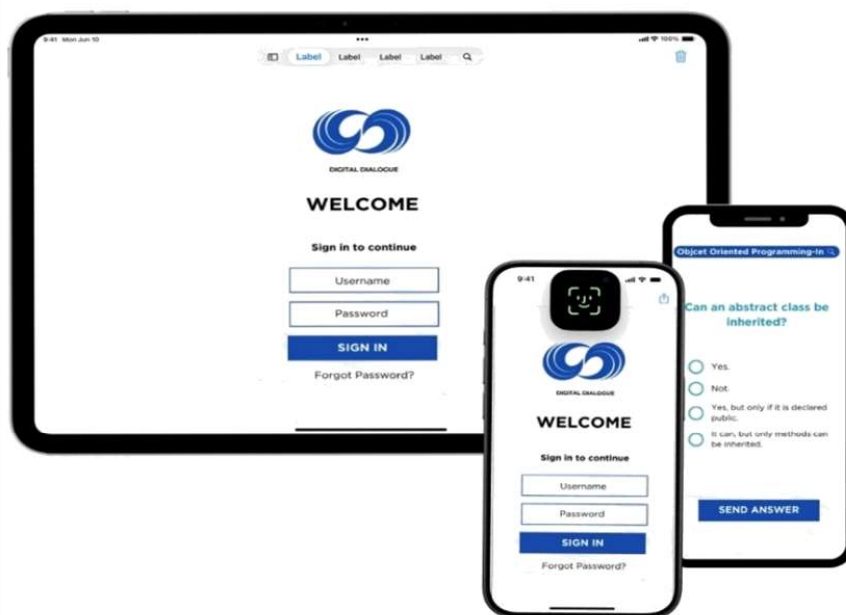 9:41 Mon Jun 10
100%
Label Label Label Label
DIGITAL DIALOGUE
WELCOME
Sign in to continue
Username
Password
SIGN IN
Forgot Password?
9:41
DIGITAL DIALOGUE
WELCOME
Sign in to continue
Username
Password
SIGN IN
Forgot Password?
Objcet Oriented Programming-In
Can an abstract class be
inherited?
Yes.
Not.
Yes, but only if it is declared
public.
It can, but only methods can
be inherited.
SEND ANSWER